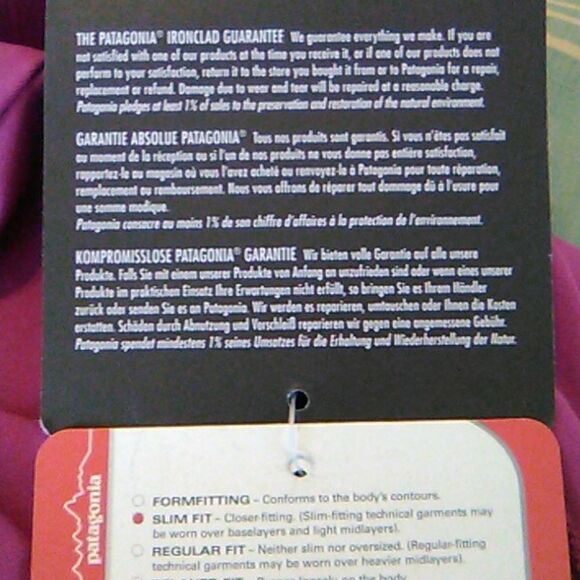 THE PATAGONIA® IRONCLAD GUARANTEE We guarantee everything we make. If you are
not satisfied with one of our products at the time you receive it, or if one of our products does not
perform to your satisfaction, return it to the store you bought it from or to Patagonia for a repair,
replacement or refund. Damage due to wear and tear will be repaired at a reasonable charge.
Patagonia pledges at least 1% of sales to the preservation and restoration of the natural environment.
GARANTIE ABSOLUE PATAGONIA® Tous nos produits sont garantis. Si vous n'êtes pas satisfait
au moment de la réception ou si l'un de nos produits ne vous donne pas entière satisfaction,
rapportez-le au magasin où vous l'avez acheté ou renvoyez-le à Patagonia pour toute réparation,
remplacement ou remboursement. Nous vous offrons de réparer tout dommage dû à l'usure pour
une somme modique.
Patagonia consacre au moins 1% de son chiffre d'affaires à la protection de l'environnement.
KOMPROMISSLOSE PATAGONIA® GARANTIE Wir bieten volle Garantie auf alle unsere
Produkte. Falls Sie mit einem unserer Produkte von Anfang an unzufrieden sind oder wenn eines unserer
Produkte im praktischen Einsatz Ihre Erwartungen nicht erfüllt, so bringen Sie es Ihrem Händler
zurück oder senden Sie es an Patagonia. Wir werden es reparieren, umtauschen oder Ihnen die Kosten
erstatten. Schäden durch Abnutzung und Verschleiß reparieren wir gegen eine angemessene Gebühr.
Patagonia spendet mindestens 1% seines Umsatzes für die Erhaltung und Wiederherstellung der Natur.
patagonia
FORMFITTING – Conforms to the body's contours.
SLIM FIT – Closer-fitting. (Slim-fitting technical garments may
be worn over baselayers and light midlayers).
REGULAR FIT – Neither slim nor oversized. (Regular-fitting
technical garments may be worn over heavier midlayers).